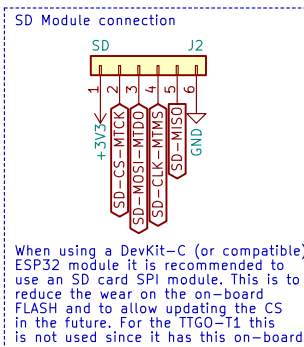 SD Module connection
SD J2
1 2 3 4 5 6
+3V3
SD-CS-MTCK
SD-MOSI-MTDO
SD-CLK-MTMS
SD-MISO
GND
When using a DevKit-C (or compatible)
ESP32 module it is recommended to
use an SD card SPI module. This is to
reduce the wear on the on-board
FLASH and to allow updating the CS
in the future. For the TTGO-T1 this
is not used since it has this on-board